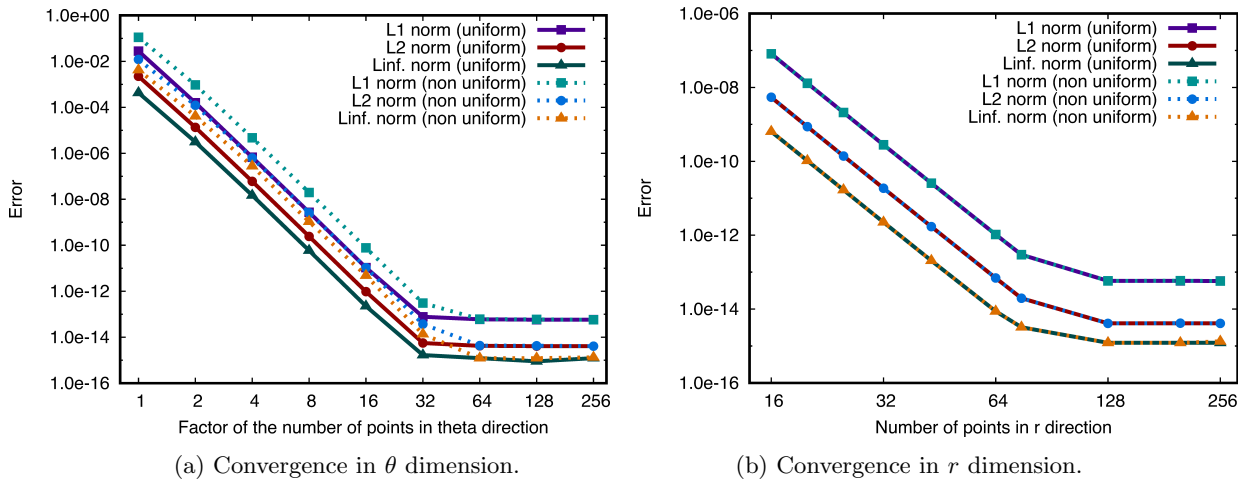 1.0e+00
1.0e-02
1.0e-04
1.0e-06
1.0e-08
1.0e-10
1.0e-12
1.0e-14
1.0e-16
Error
L1 norm (uniform)
L2 norm (uniform)
Linf. norm (uniform)
L1 norm (non uniform)
L2 norm (non uniform)
Linf. norm (non uniform)
1 2 4 8 16 32 64 128 256
Factor of the number of points in theta direction
(a) Convergence in θ dimension.
1.0e-06
1.0e-08
1.0e-10
1.0e-12
1.0e-14
1.0e-16
Error
L1 norm (uniform)
L2 norm (uniform)
Linf. norm (uniform)
L1 norm (non uniform)
L2 norm (non uniform)
Linf. norm (non uniform)
16 32 64 128 256
Number of points in r direction
(b) Convergence in r dimension.